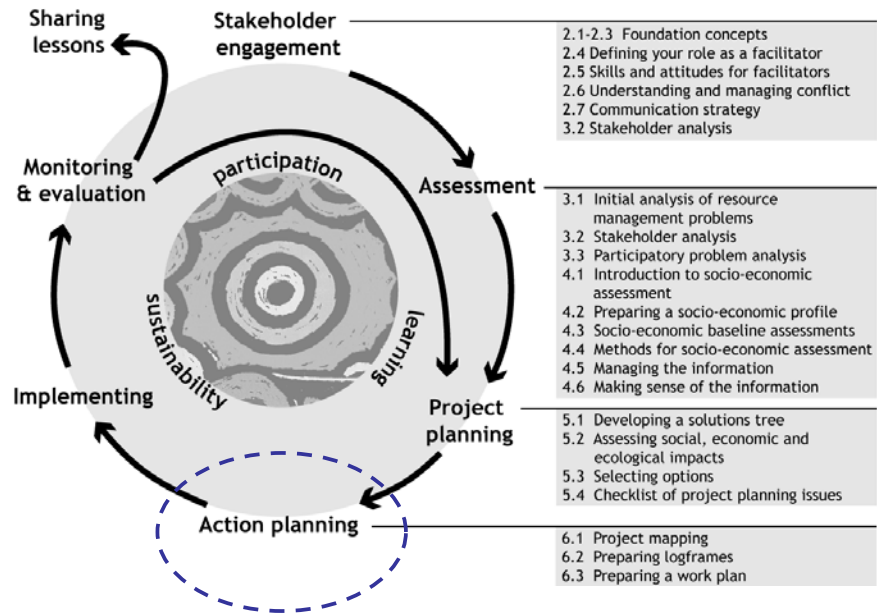 Sharing
lessons
Stakeholder
engagement
2.1-2.3 Foundation concepts
2.4 Defining your role as a facilitator
2.5 Skills and attitudes for facilitators
2.6 Understanding and managing conflict
2.7 Communication strategy
3.2 Stakeholder analysis
Monitoring
& evaluation
participation
Assessment
3.1 Initial analysis of resource
management problems
3.2 Stakeholder analysis
3.3 Participatory problem analysis
4.1 Introduction to socio-economic
assessment
4.2 Preparing a socio-economic profile
4.3 Socio-economic baseline assessments
4.4 Methods for socio-economic assessment
4.5 Managing the information
4.6 Making sense of the information
sustainability
learning
Implementing
Project
planning
5.1 Developing a solutions tree
5.2 Assessing social, economic and
ecological impacts
5.3 Selecting options
5.4 Checklist of project planning issues
Action planning
6.1 Project mapping
6.2 Preparing logframes
6.3 Preparing a work plan